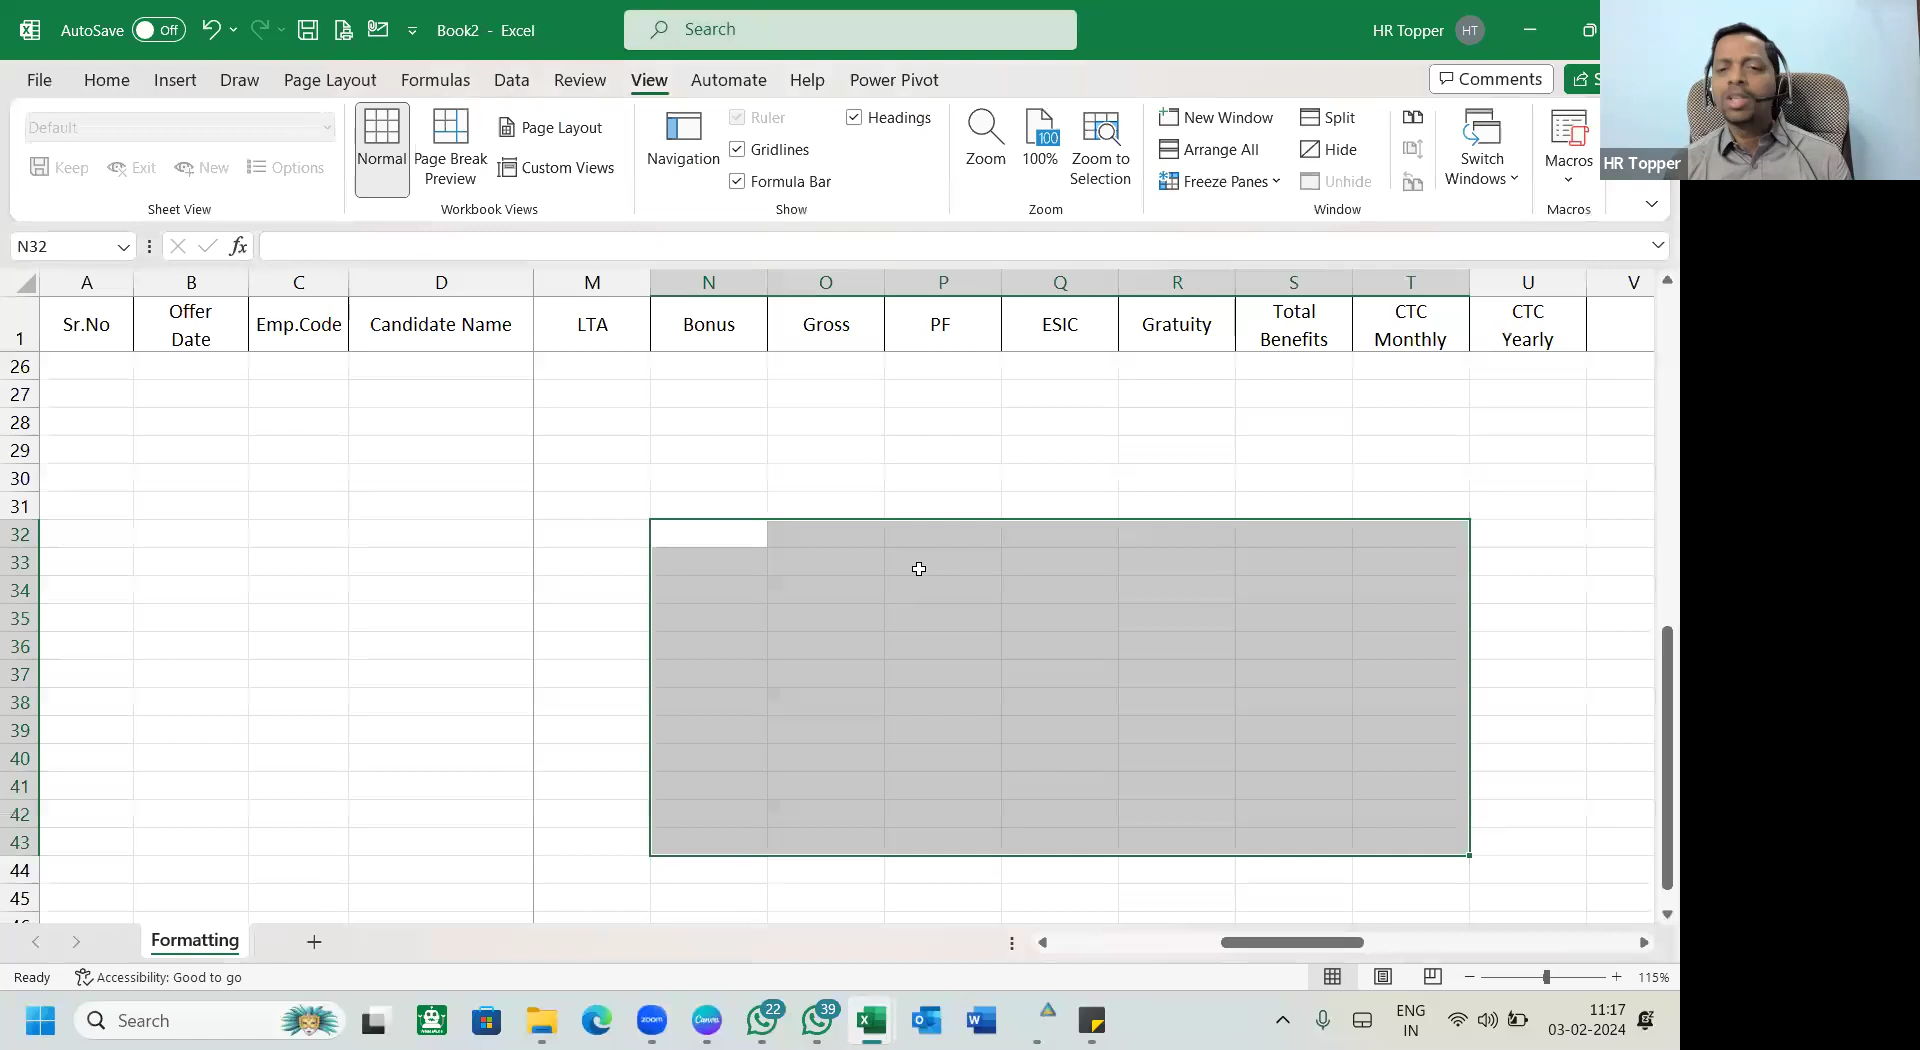 AutoSave Off Book2 - Excel Search HR Topper HT
File Home Insert Draw Page Layout Formulas Data Review View Automate Help Power Pivot Comments
Default
Keep Exit New Options
Sheet View
Normal
Page Break
Preview
Page Layout
Custom Views
Workbook Views
Navigation
Ruler
Gridlines
Formula Bar
Headings
Show
Zoom
100
100%
Zoom to
Selection
Zoom
New Window
Arrange All
Freeze Panes
Split
Hide
Unhide
Switch
Windows
Window
Macros
Macros
HR Topper
N32 fx
A B C D M N O P Q R S T U V
1 Sr.No Offer Date Emp.Code Candidate Name LTA Bonus Gross PF ESIC Gratuity Total Benefits CTC Monthly CTC Yearly
26
27
28
29
30
31
32
33
34
35
36
37
38
39
40
41
42
43
44
45
Formatting
Ready Accessibility: Good to go 115%
Search zoom Canva 22 39 ENG IN 11:17 03-02-2024